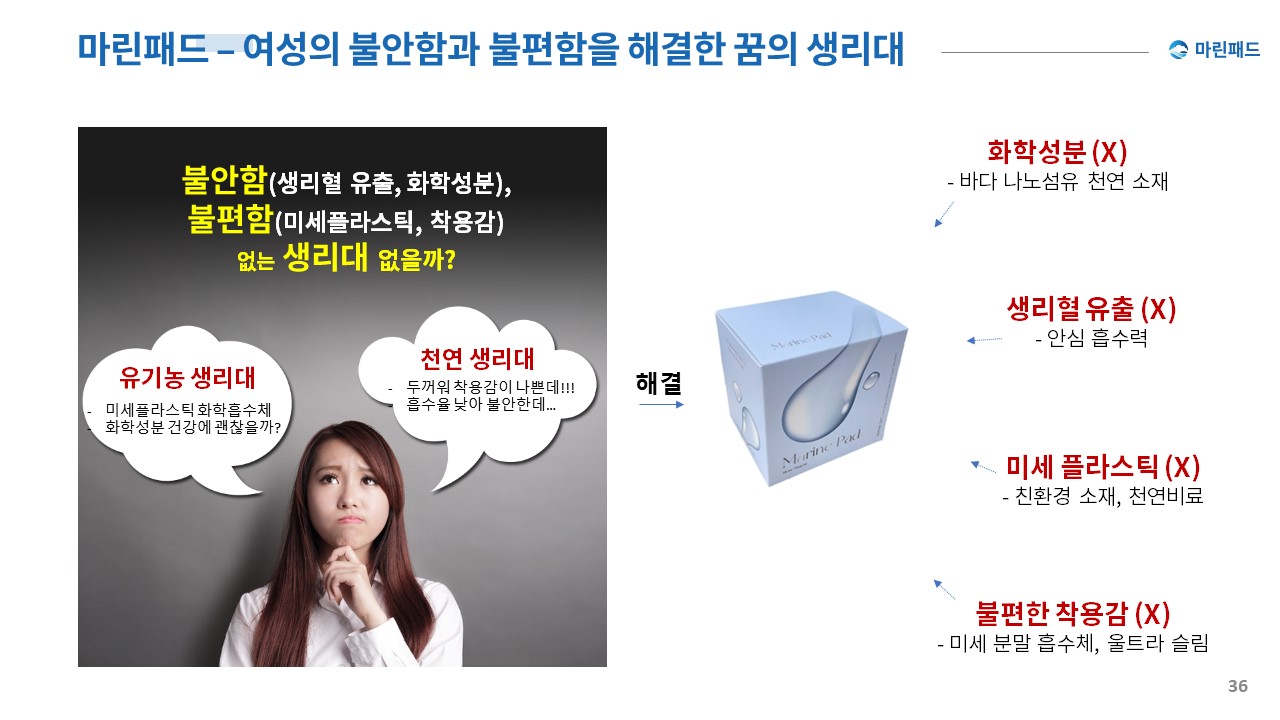 마린패드 – 여성의 불안함과 불편함을 해결한 꿈의 생리대
마린패드
불안함(생리혈 유출, 화학성분),
불편함(미세플라스틱, 착용감)
없는 생리대 없을까?
유기농 생리대
- 미세플라스틱 화학흡수체
- 화학성분 건강에 괜찮을까?
천연 생리대
- 두꺼워 착용감이 나쁜데!!!
- 흡수율 낮아 불안한데...
해결
Marine Pad
Marine Pad
화학성분 (X)
- 바다 나노섬유 천연 소재
생리혈 유출 (X)
- 안심 흡수력
미세 플라스틱 (X)
- 친환경 소재, 천연비료
불편한 착용감 (X)
- 미세 분말 흡수체, 울트라 슬림
36